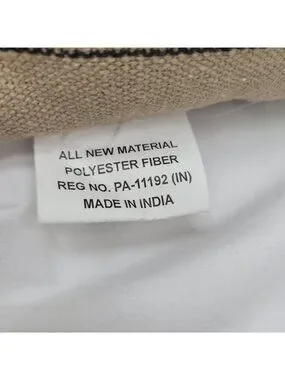 ALL NEW MATERIAL
POLYESTER FIBER
REG NO. PA-11192 (IN)
MADE IN INDIA